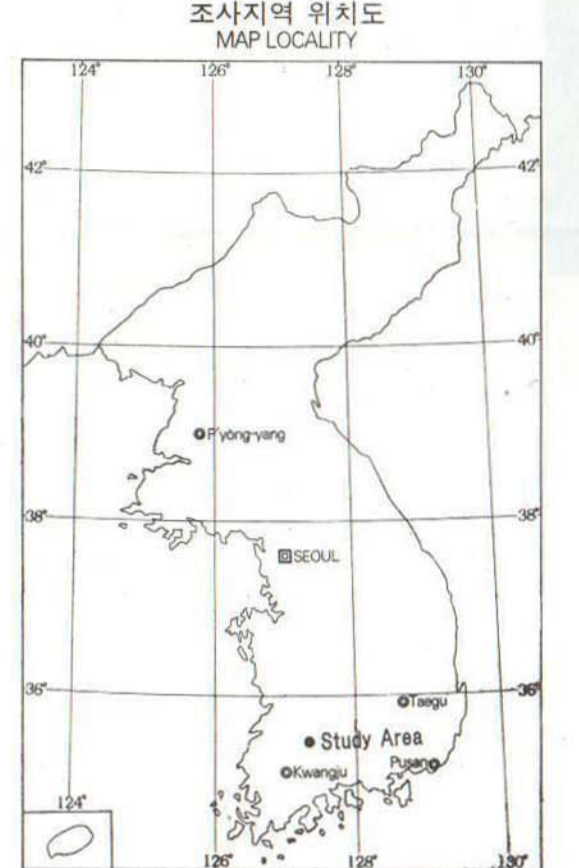 조사지역 위치도
MAP LOCALITY
124° 126° 128° 130°
42° 42°
40° 40°
P'yŏng-yang
38° 38°
SEOUL
36° 36°
Taegu
Study Area
Pusan
Kwangju
124°
126° 128° 130°